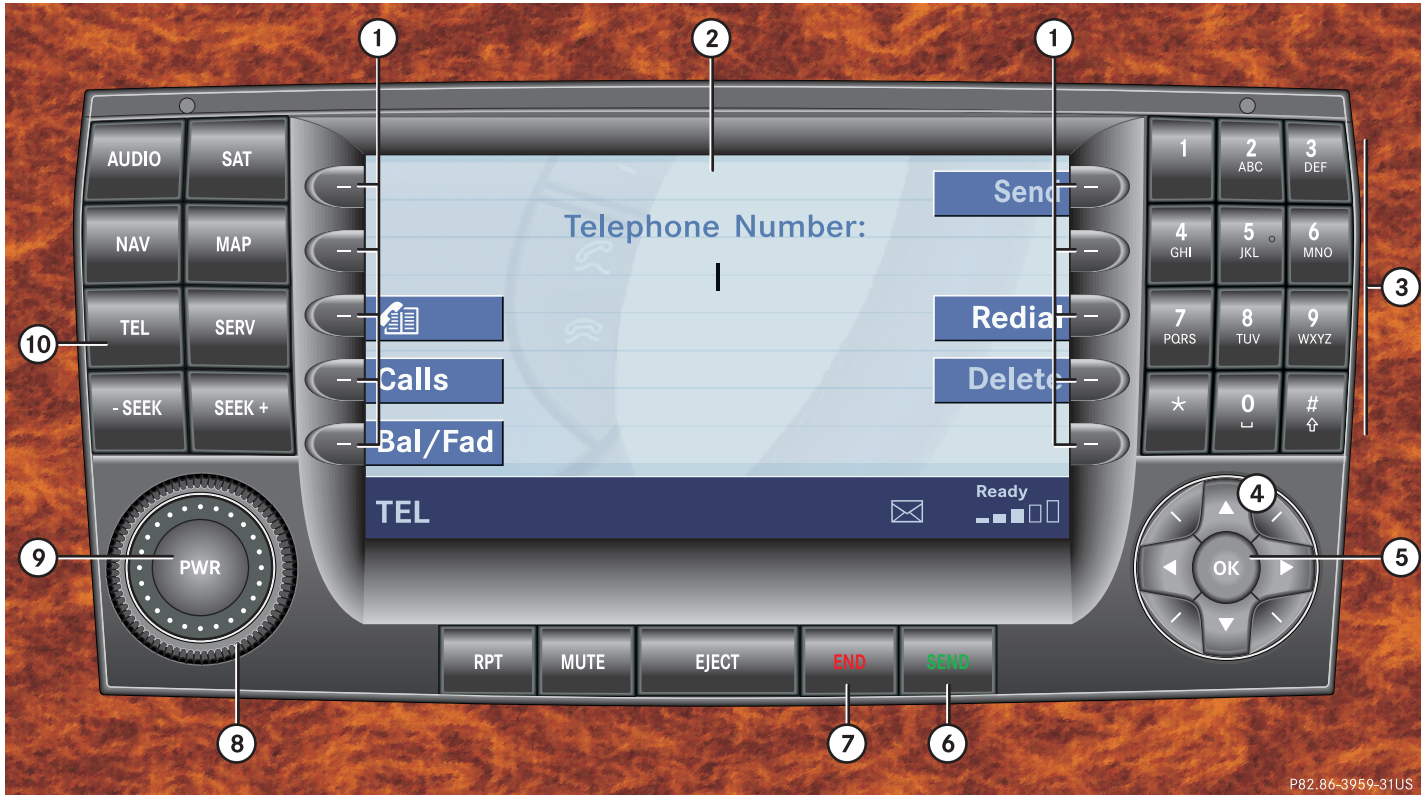 1
2
1
AUDIO
SAT
NAV
MAP
TEL
SERV
- SEEK
SEEK +
10
PWR
9
8
Telephone Number:
Calls
Bal/Fad
Send
Redial
Delete
TEL
Ready
RPT
MUTE
EJECT
END
SEND
7
6
1
2
ABC
3
DEF
4
GHI
5
JKL
6
MNO
7
PQRS
8
TUV
9
WXYZ
*
0
#
3
4
OK
5
P82.86-3959-31US